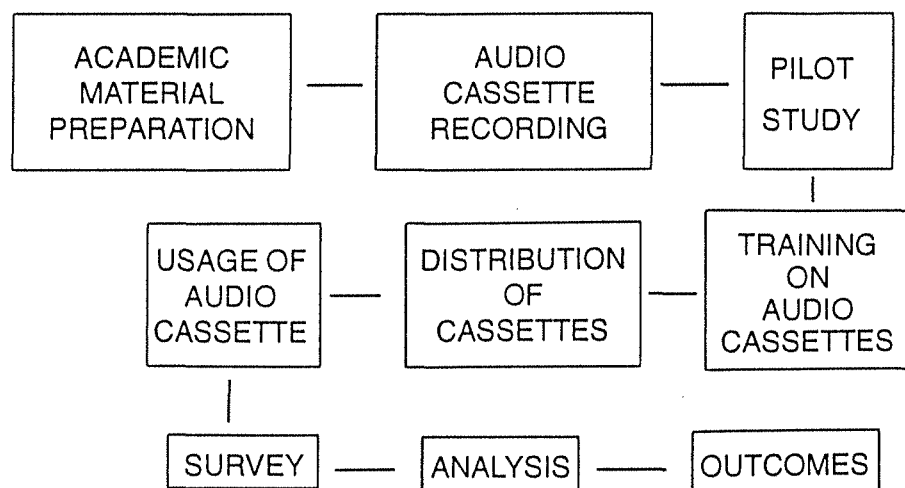 ACADEMIC
MATERIAL
PREPARATION
AUDIO
CASSETTE
RECORDING
PILOT
STUDY
TRAINING
ON
AUDIO
CASSETTES
DISTRIBUTION
OF
CASSETTES
USAGE OF
AUDIO
CASSETTE
SURVEY
ANALYSIS
OUTCOMES